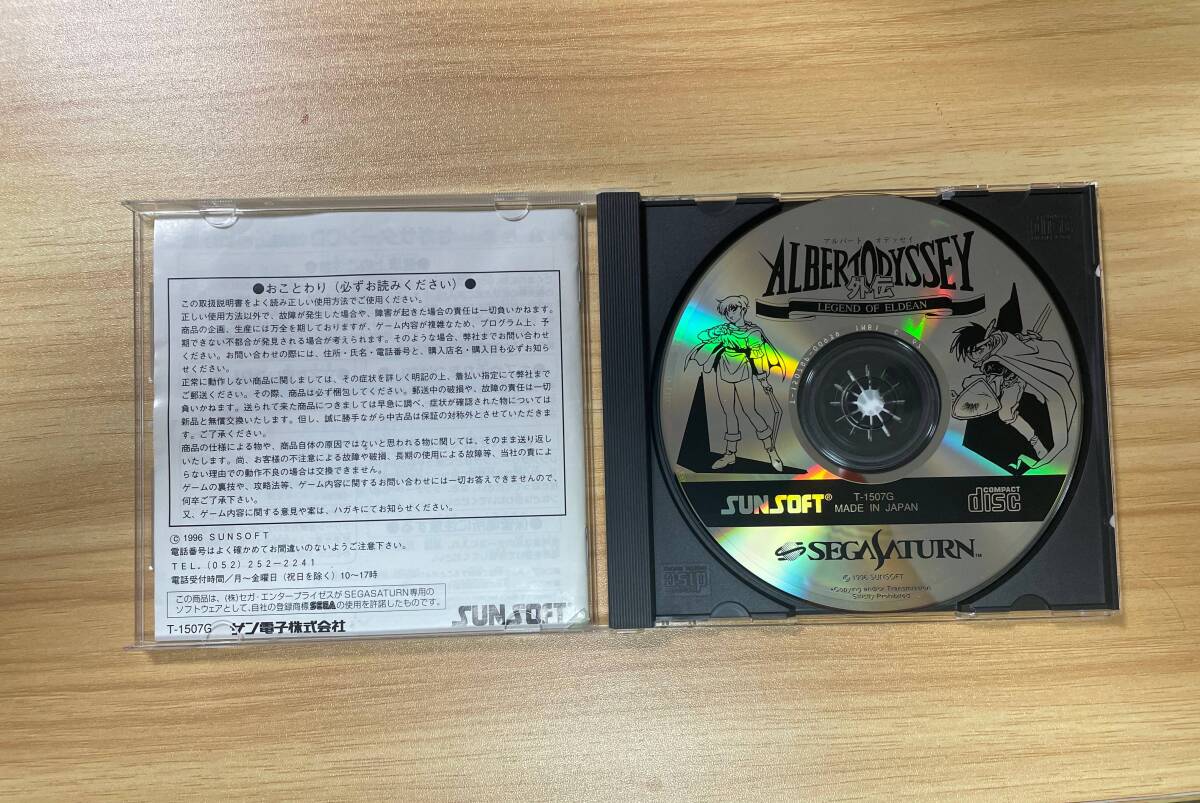 ●おことわり（必ずお読みください）●
この取扱説明書をよく読み正しい使用方法でご使用ください。
正しい使用方法以外で、故障が発生した場合や、障害が起きた場合の責任は一切負いかねます。
商品の企画、生産には万全を期しておりますが、ゲーム内容が複雑なため、プログラム上、予
期できない不都合が発見される場合が考えられます。そのような場合、弊社までお問い合わせ
ください。お問い合わせの際には、住所・氏名・電話番号と、購入店名・購入日も必ずお知ら
せください。
正常に動作しない商品に関しましては、その症状を詳しく明記の上、着払い指定にて弊社まで
ご郵送ください。その際、商品は必ず梱包してください。郵送中の破損や、故障の責任は一切
負いかねます。送られて来た商品につきましては早急に調べ、症状が確認された物については
新品と無償交換いたします。但し、誠に勝手ながら中古品は保証の対称外とさせていただきま
す。ご了承ください。
商品の仕様による物や、商品自体の原因ではないと思われる物に関しては、そのまま送り返し
いたします。尚、お客様の不注意による故障や破損、長期の使用による故障等、当社の責によ
らない理由での動作不良の場合は交換できません。
ゲームの裏技や、攻略法等、ゲーム内容に関するお問い合わせには一切お答えできませんので、
何卒ご了承下さい。
又、ゲーム内容に関する意見や案は、ハガキにてお知らせください。
© 1996 SUNSOFT
電話番号はよく確かめてお間違いのないようご注意下さい。
TEL.（052）252−2241
電話受付時間／月〜金曜日（祝日を除く）10〜17時
この商品は、(株)セガ・エンタープライゼスが SEGASATURN専用の
ソフトウェアとして、自社の登録商標 SEGA の使用を許諾したものです。
T-1507G サン電子株式会社 SUNSOFT
アルバート オデッセイ
ALBERT ODYSSEY
外伝
LEGEND OF ELDEAN
SUNSOFT® T-1507G
MADE IN JAPAN
COMPACT disc
SEGA SATURN™
© 1996 SUNSOFT
•Copying and/or Transmission
Strictly Prohibited.